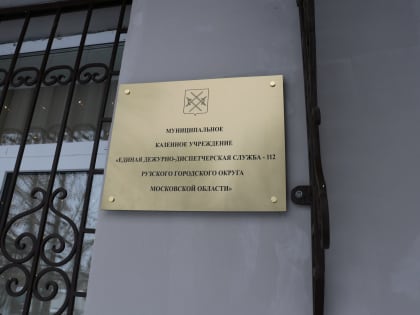 МУНИЦИПАЛЬНОЕ
КАЗЕННОЕ УЧРЕЖДЕНИЕ
«ЕДИНАЯ ДЕЖУРНО-ДИСПЕТЧЕРСКАЯ СЛУЖБА - 112
РУЗСКОГО ГОРОДСКОГО ОКРУГА
МОСКОВСКОЙ ОБЛАСТИ»